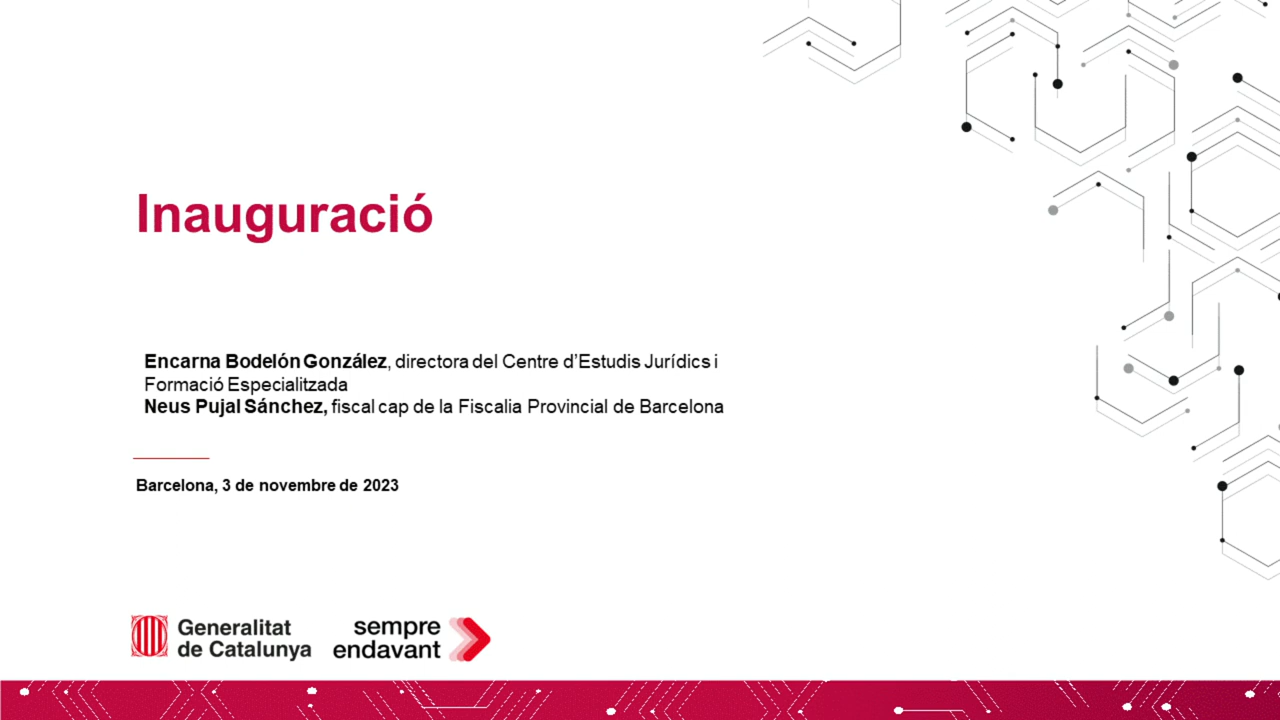 Inauguració
Encarna Bodelón González, directora del Centre d’Estudis Jurídics i
Formació Especialitzada
Neus Pujal Sánchez, fiscal cap de la Fiscalia Provincial de Barcelona
Barcelona, 3 de novembre de 2023
Generalitat
de Catalunya
sempre
endavant